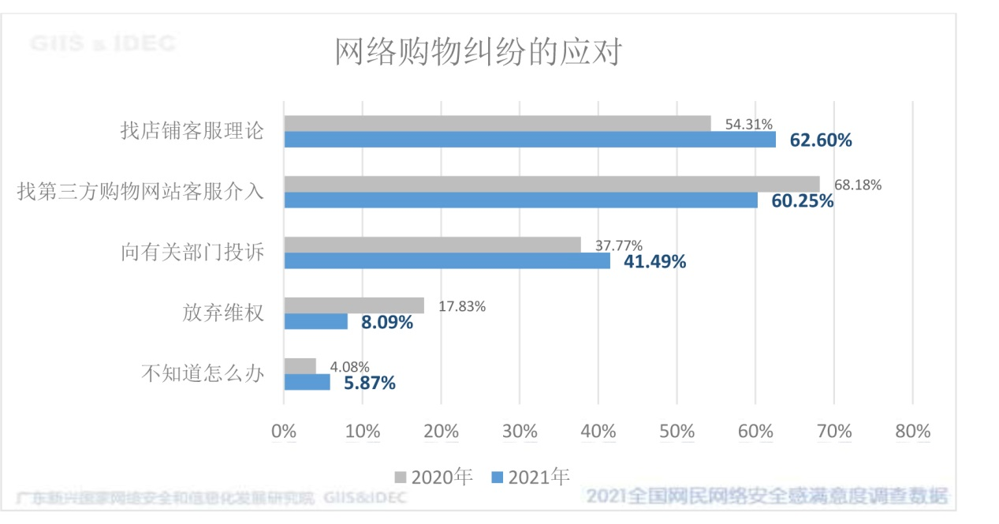 GIIS & IDEC
网络购物纠纷的应对
找店铺客服理论
54.31%
62.60%
找第三方购物网站客服介入
68.18%
60.25%
向有关部门投诉
37.77%
41.49%
放弃维权
17.83%
8.09%
不知道怎么办
4.08%
5.87%
0% 10% 20% 30% 40% 50% 60% 70% 80%
2020年 2021年
广东新兴国家网络安全和信息化发展研究院 GIIS&IDEC
2021全国网民网络安全感满意度调查数据